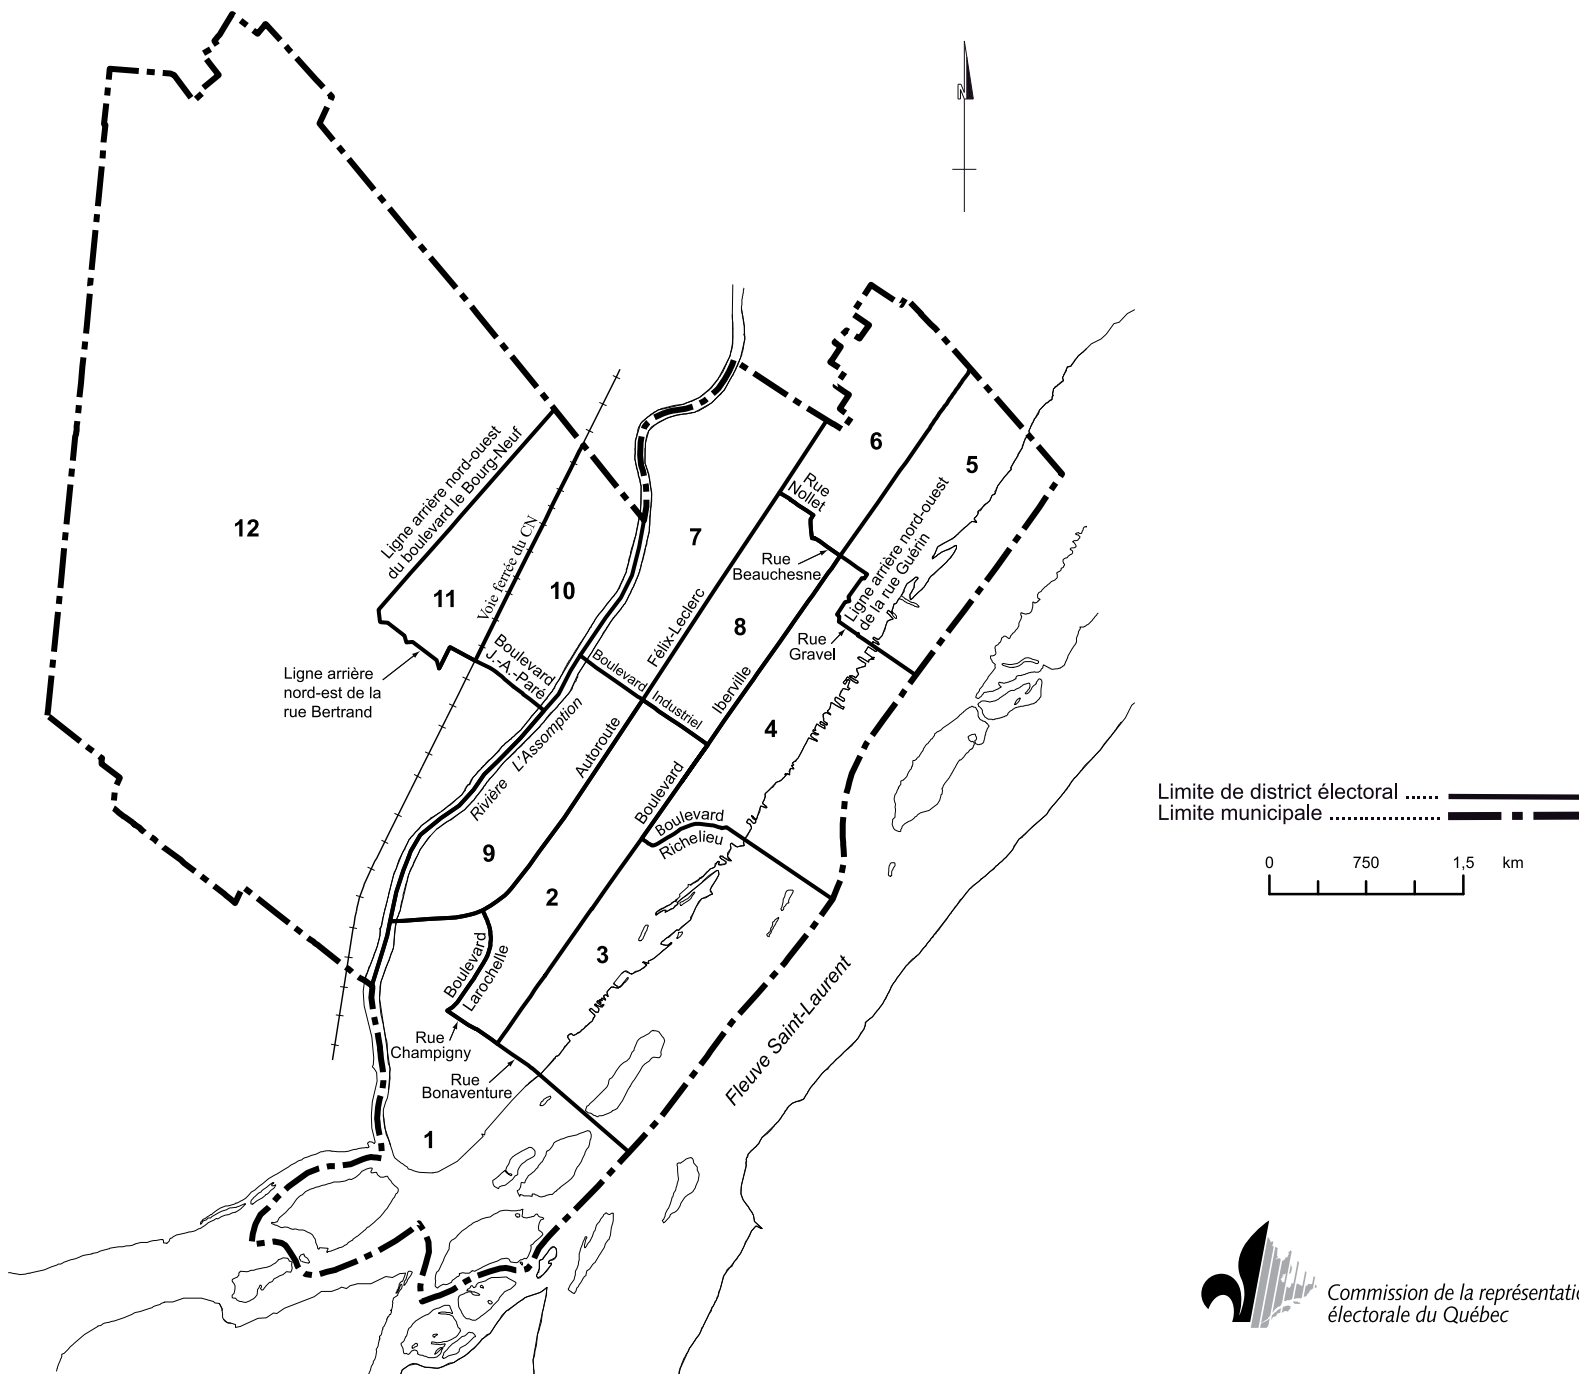 N
12
Ligne arrière nord-ouest
du boulevard le Bourg-Neuf
11
Voie ferrée du CN
10
Boulevard
J.-A.-Paré
Ligne arrière
nord-est de la
rue Bertrand
Rivière L'Assomption
7
6
5
Rue
Nollet
Rue
Beauchesne
Ligne arrière nord-ouest
de la rue Guérin
Rue
Gravel
8
Boulevard Industriel
Autoroute Félix-Leclerc
Boulevard Iberville
4
Boulevard
Richelieu
9
2
3
Boulevard
Larochelle
Rue
Champigny
Rue
Bonaventure
1
Fleuve Saint-Laurent
Limite de district électoral ......
Limite municipale .....................
0 750 1,5 km
Commission de la représentatio
électorale du Québec